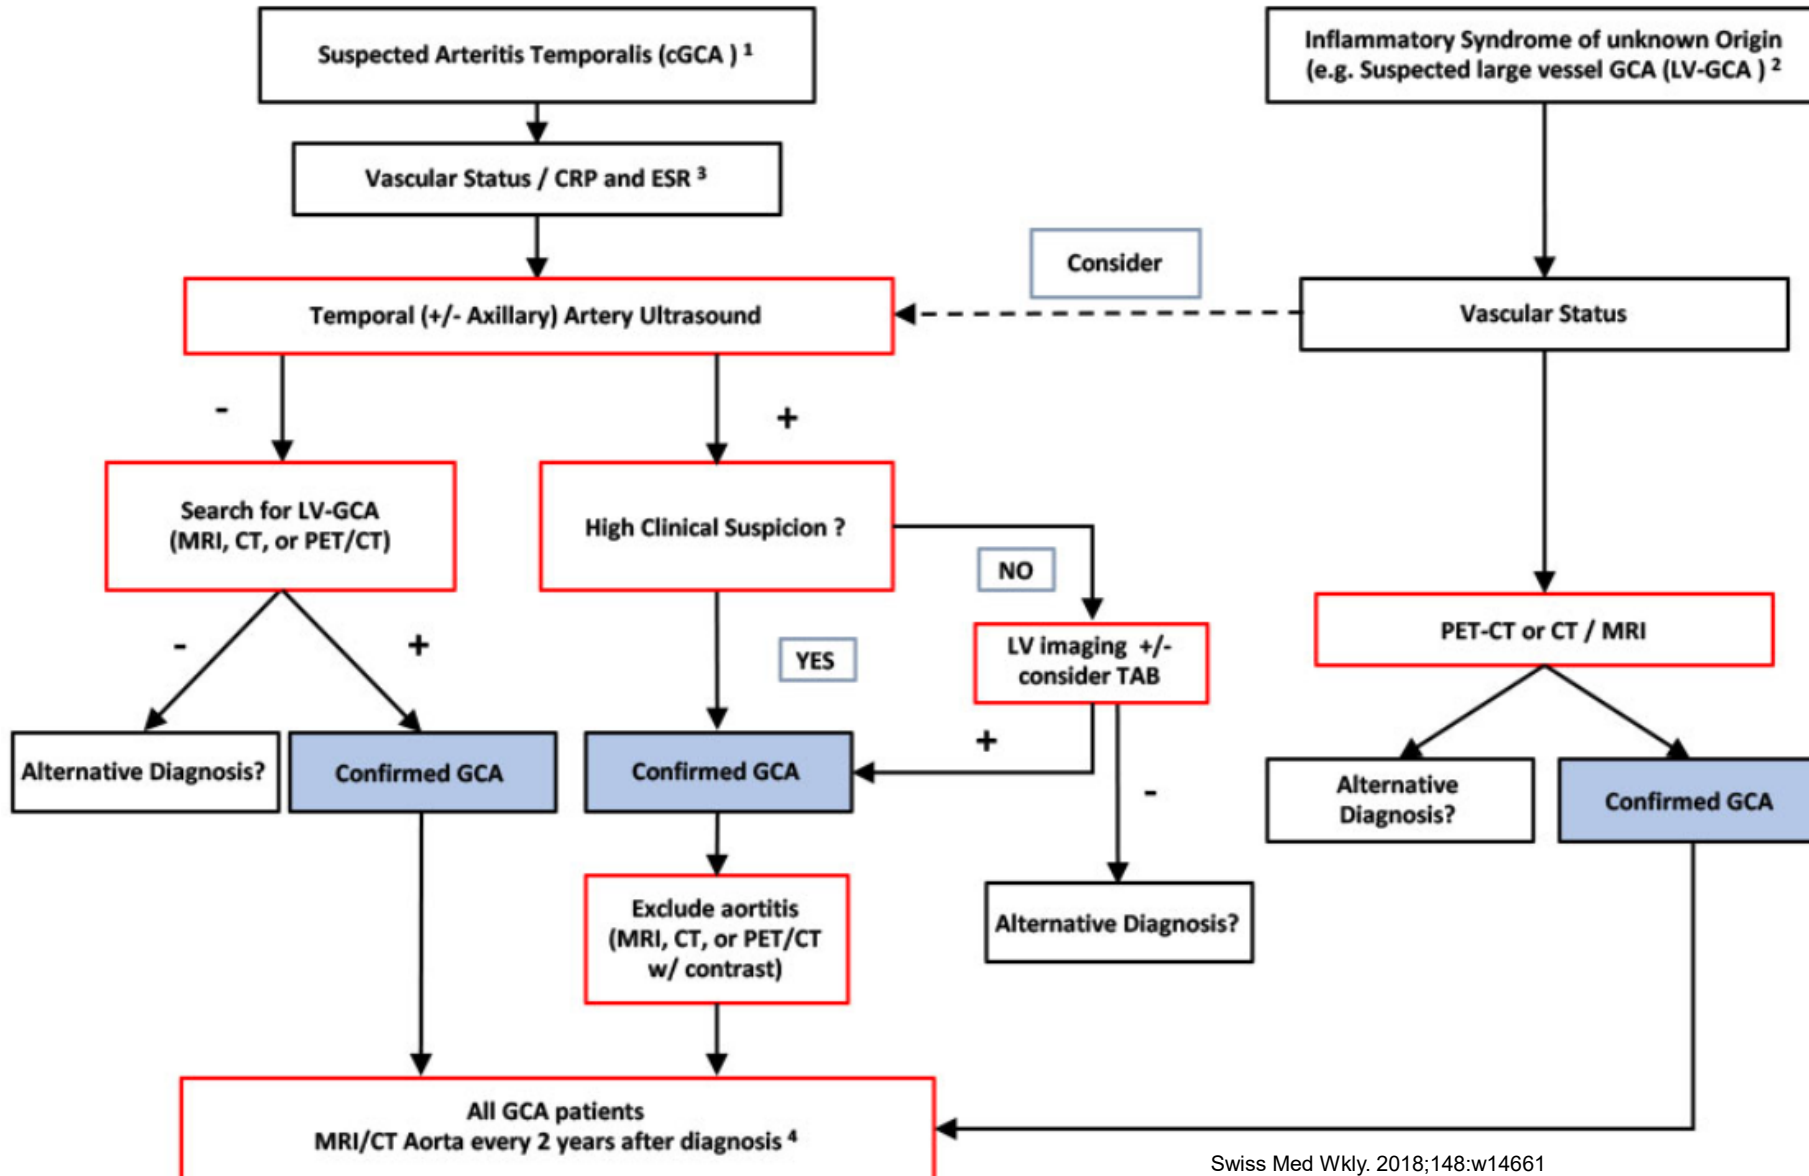 Suspected Arteritis Temporalis (cGCA ) ¹
Inflammatory Syndrome of unknown Origin
(e.g. Suspected large vessel GCA (LV-GCA ) ²
Vascular Status / CRP and ESR ³
Consider
Temporal (+/- Axillary) Artery Ultrasound
Vascular Status
-
+
Search for LV-GCA
(MRI, CT, or PET/CT)
High Clinical Suspicion ?
NO
-
+
YES
LV imaging +/-
consider TAB
PET-CT or CT / MRI
Alternative Diagnosis?
Confirmed GCA
Confirmed GCA
+
-
Alternative
Diagnosis?
Confirmed GCA
Exclude aortitis
(MRI, CT, or PET/CT
w/ contrast)
Alternative Diagnosis?
All GCA patients
MRI/CT Aorta every 2 years after diagnosis ⁴
Swiss Med Wkly. 2018;148:w14661